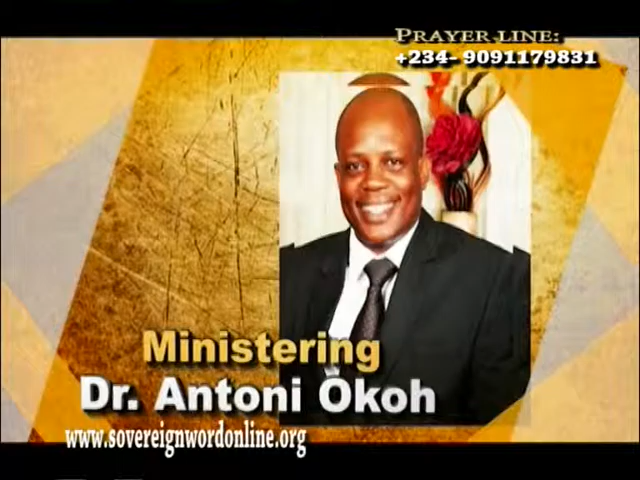 PRAYER LINE:
+234- 9091179831
Ministering
Dr. Antoni Okoh
www.sovereignwordonline.org